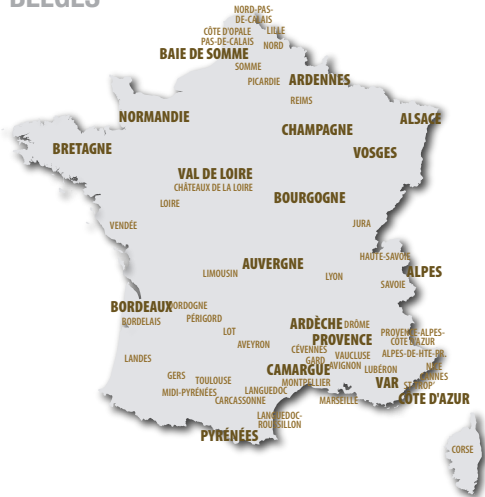 BELGES
NORD-PAS-
DE-CALAIS
CÔTE D'OPALE
LILLE
PAS-DE-CALAIS
NORD
BAIE DE SOMME
SOMME
PICARDIE
ARDENNES
REIMS
NORMANDIE
ALSACE
CHAMPAGNE
BRETAGNE
VOSGES
VAL DE LOIRE
CHÂTEAUX DE LA LOIRE
BOURGOGNE
LOIRE
VENDÉE
JURA
HAUTE-SAVOIE
AUVERGNE
LIMOUSIN
LYON
ALPES
SAVOIE
BORDEAUX
DORDOGNE
BORDELAIS
PÉRIGORD
ARDÈCHE
DRÔME
LOT
PROVENCE-ALPES-
CÔTE D'AZUR
PROVENCE
AVEYRON
CÉVENNES
VAUCLUSE
ALPES-DE-HTE-PR.
LANDES
GARD
AVIGNON
LUBÉRON
NICE
CAMARGUE
GERS
TOULOUSE
MONTPELLIER
VAR
CANNES
ST-TROP'
MIDI-PYRÉNÉES
LANGUEDOC
CARCASSONNE
MARSEILLE
CÔTE D'AZUR
LANGUEDOC-
ROUSSILLON
PYRÉNÉES
CORSE